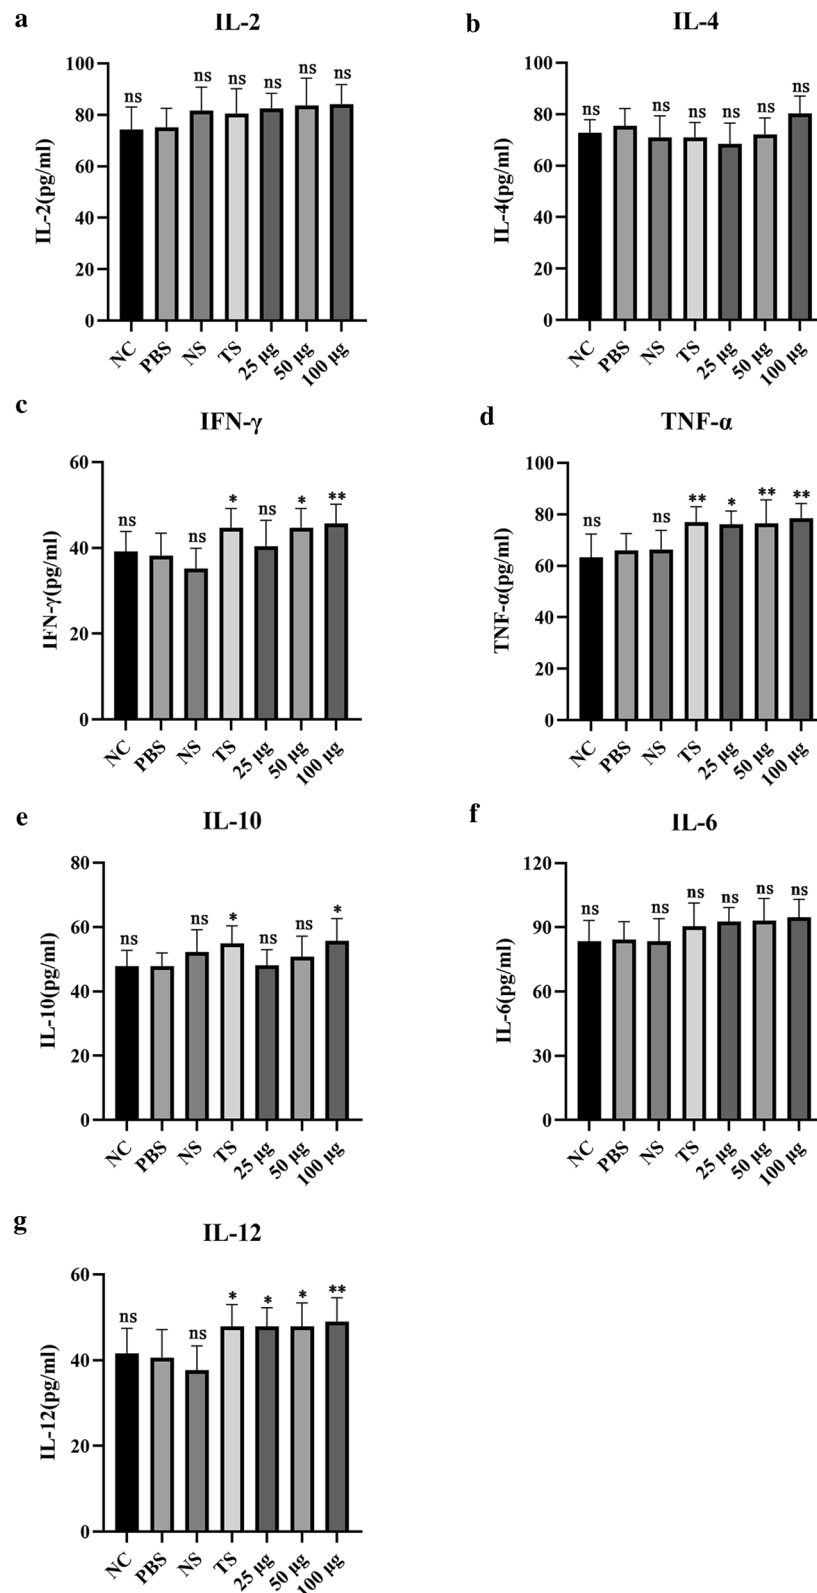 a
IL-2
ns ns ns ns ns ns
100
80
60
40
20
0
IL-2(pg/ml)
NC PBS NS TS 25 µg 50 µg 100 µg
b
IL-4
ns ns ns ns ns ns
100
80
60
40
20
0
IL-4(pg/ml)
NC PBS NS TS 25 µg 50 µg 100 µg
c
IFN-γ
ns ns * ns * **
60
40
20
0
IFN-γ(pg/ml)
NC PBS NS TS 25 µg 50 µg 100 µg
d
TNF-α
ns ns ** * ** **
100
80
60
40
20
0
TNF-α(pg/ml)
NC PBS NS TS 25 µg 50 µg 100 µg
e
IL-10
ns ns * ns ns *
80
60
40
20
0
IL-10(pg/ml)
NC PBS NS TS 25 µg 50 µg 100 µg
f
IL-6
ns ns ns ns ns ns
120
90
60
30
0
IL-6(pg/ml)
NC PBS NS TS 25 µg 50 µg 100 µg
g
IL-12
ns ns * * * **
60
40
20
0
IL-12(pg/ml)
NC PBS NS TS 25 µg 50 µg 100 µg